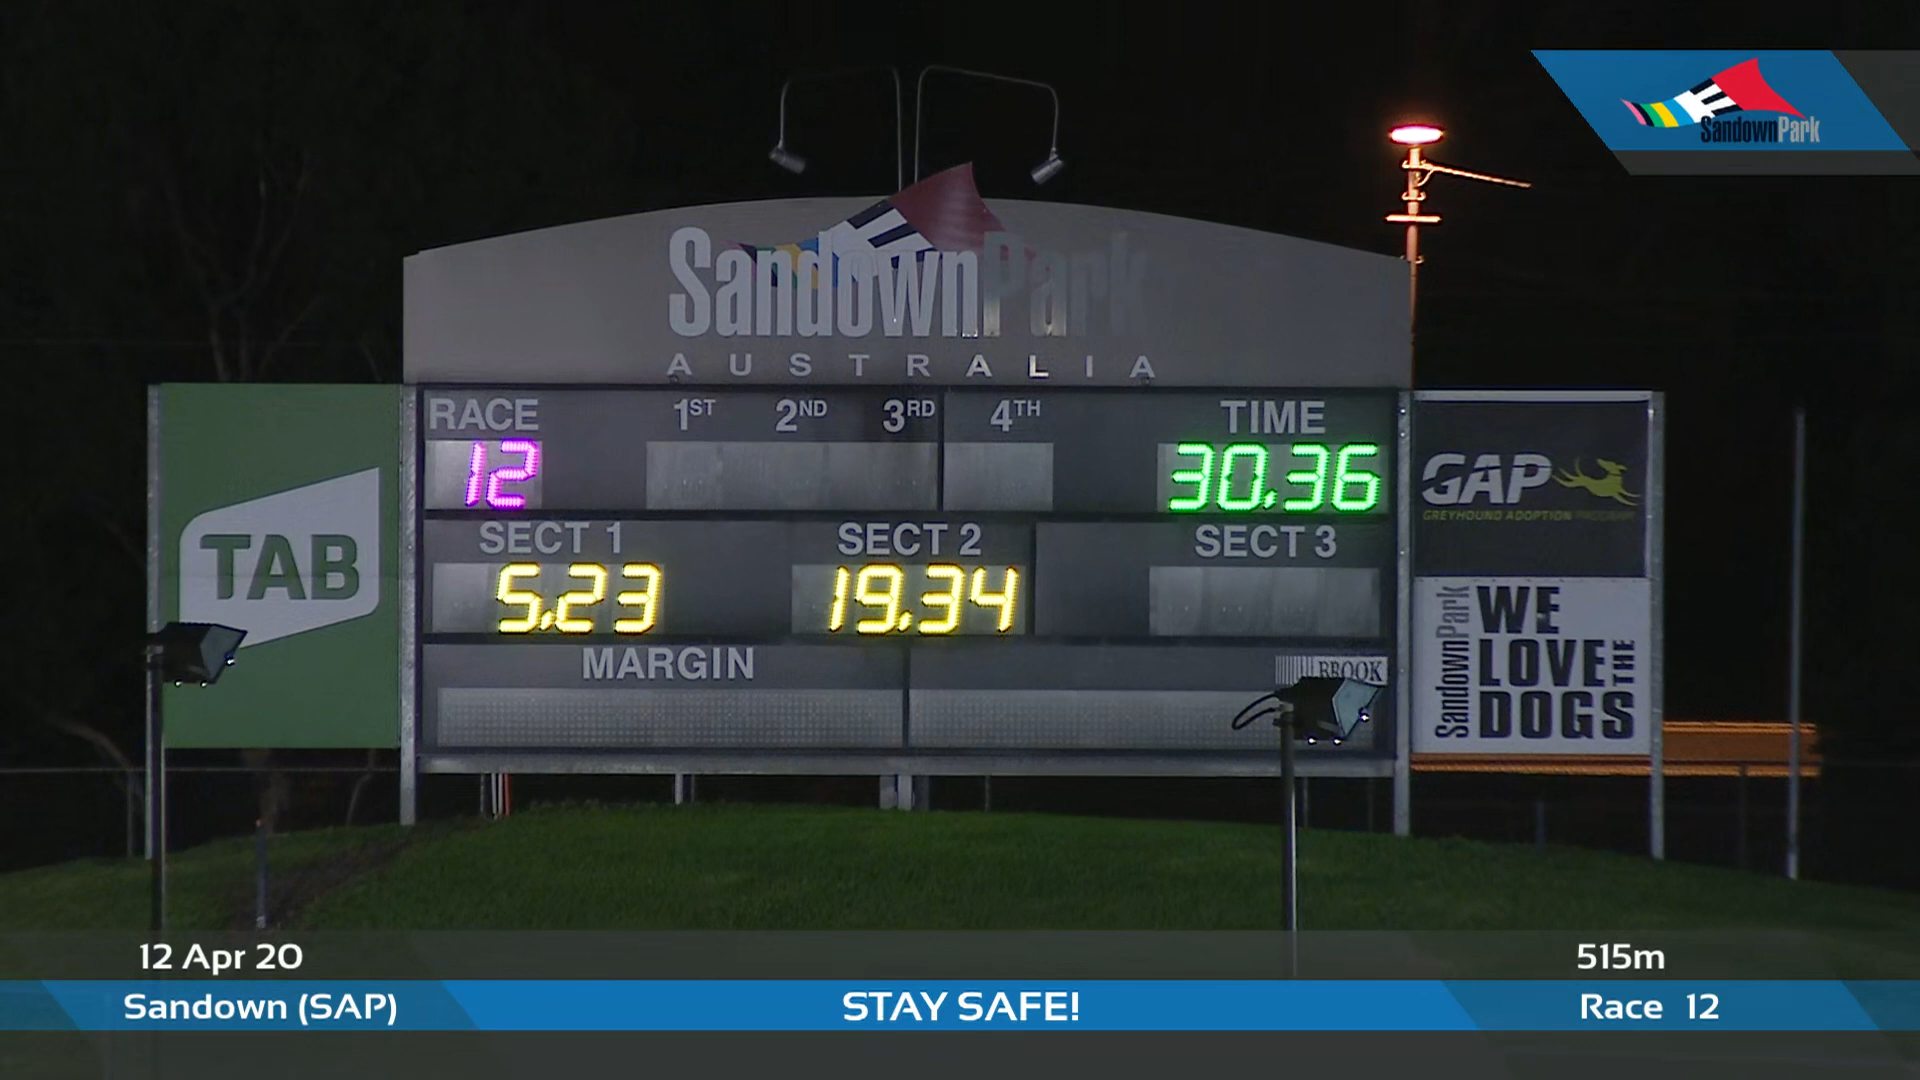 SandownPark
SandownPark
AUSTRALIA
RACE 1ST 2ND 3RD 4TH TIME
12 30.36
SECT 1 SECT 2 SECT 3
5.23 19.34
MARGIN
BROOK
TAB
GAP
GREYHOUND ADOPTION PROGRAM
SandownPark
WE
LOVE THE
DOGS
12 Apr 20 515m
Sandown (SAP) STAY SAFE! Race 12